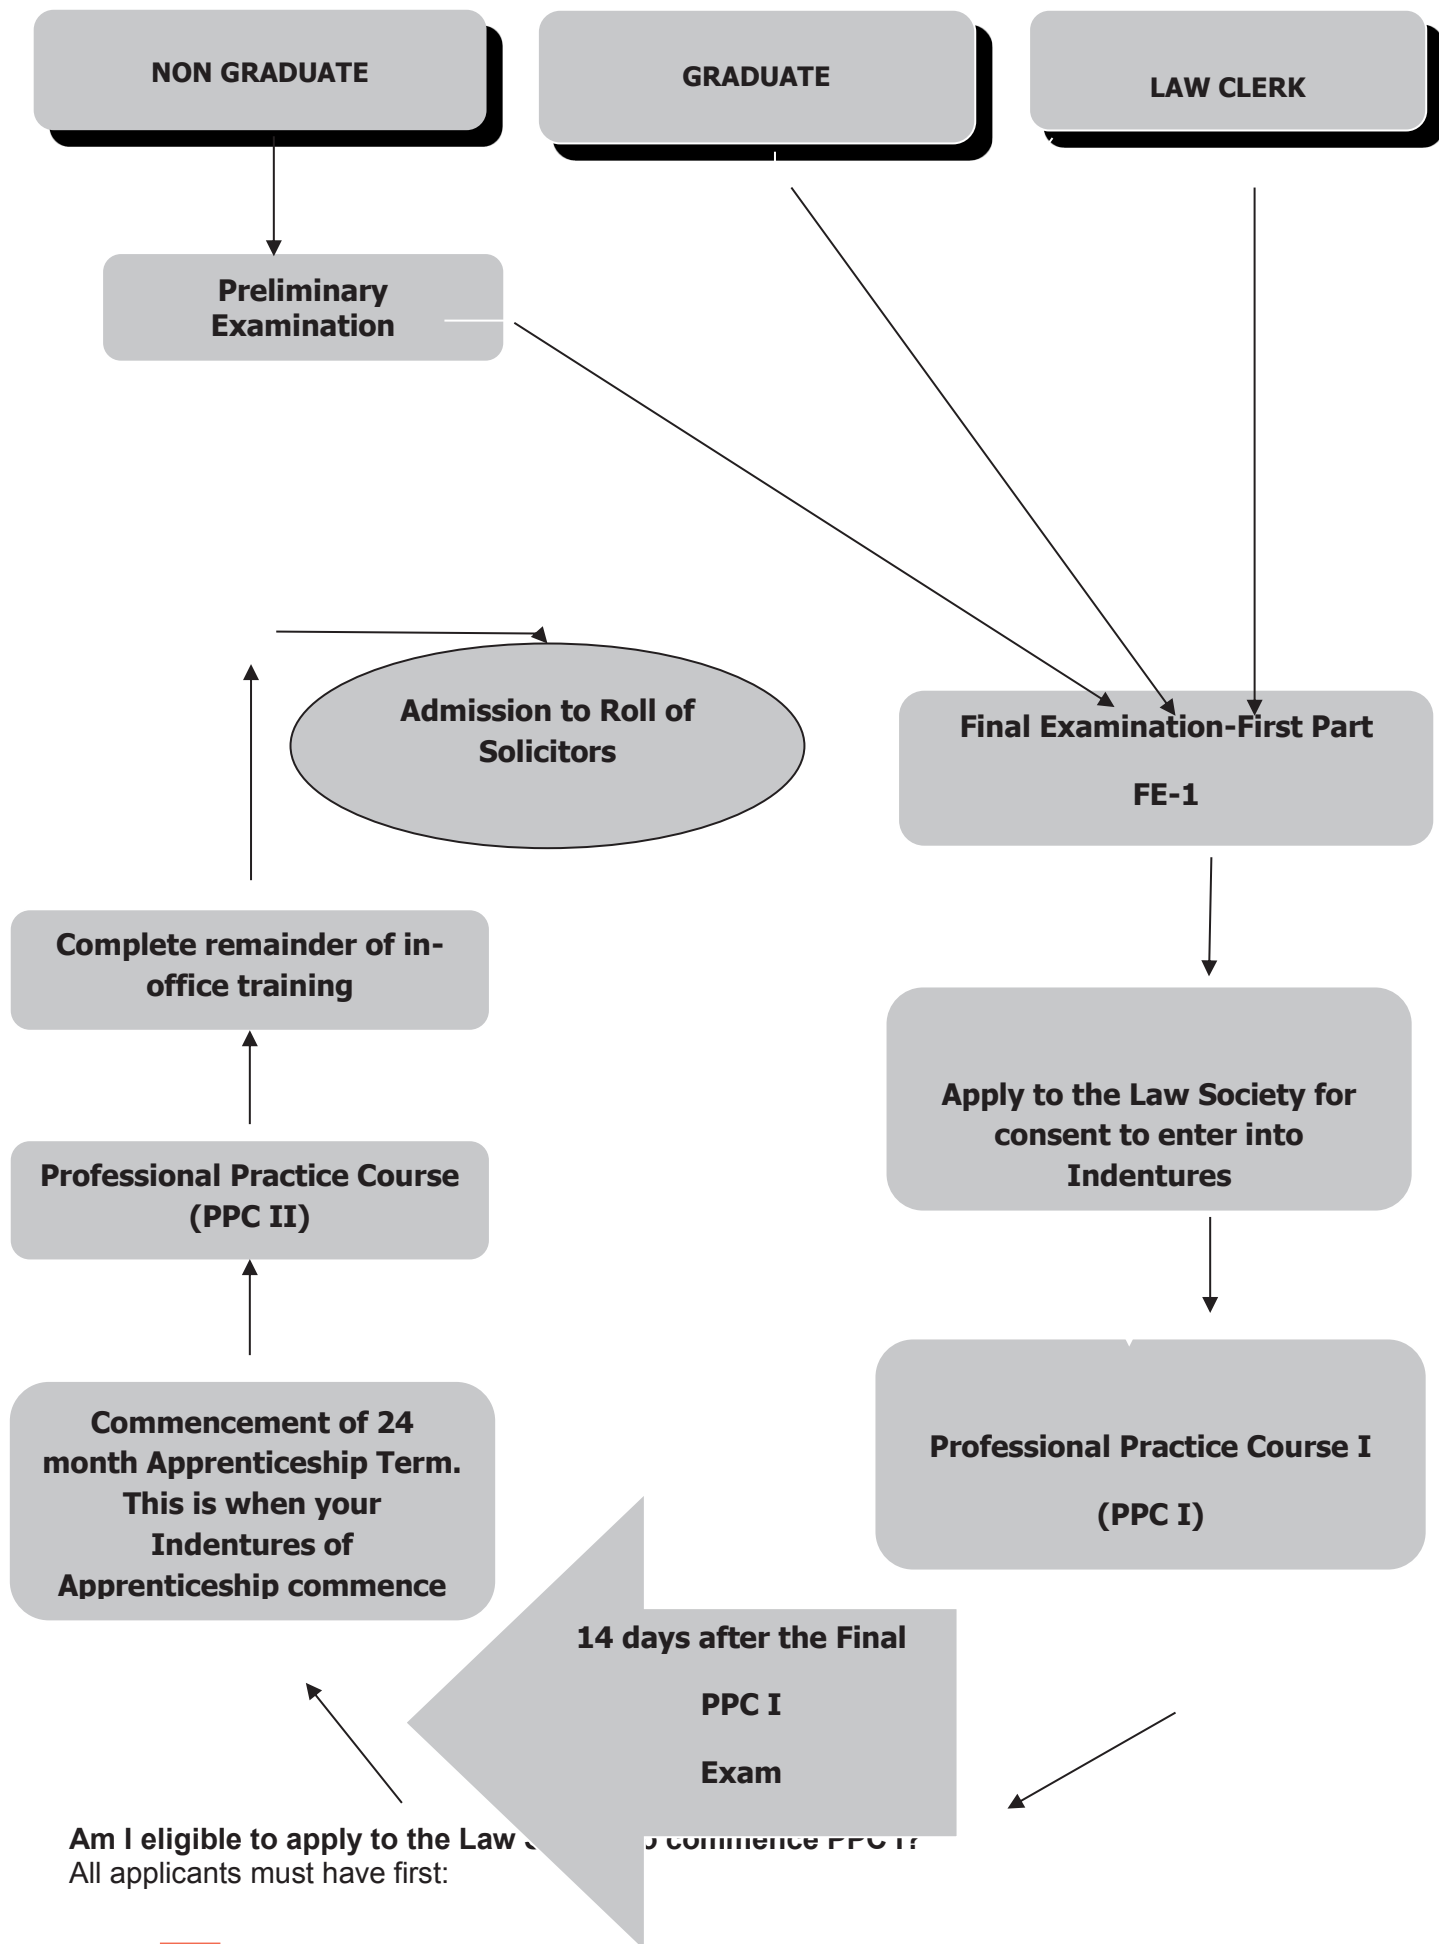 NON GRADUATE
GRADUATE
LAW CLERK
Preliminary
Examination
Admission to Roll of
Solicitors
Final Examination-First Part
FE-1
Complete remainder of in-
office training
Apply to the Law Society for
consent to enter into
Indentures
Professional Practice Course
(PPC II)
Commencement of 24
month Apprenticeship Term.
This is when your
Indentures of
Apprenticeship commence
Professional Practice Course I
(PPC I)
14 days after the Final
PPC I
Exam
Am I eligible to apply to the Law commence PPC I?
All applicants must have first: